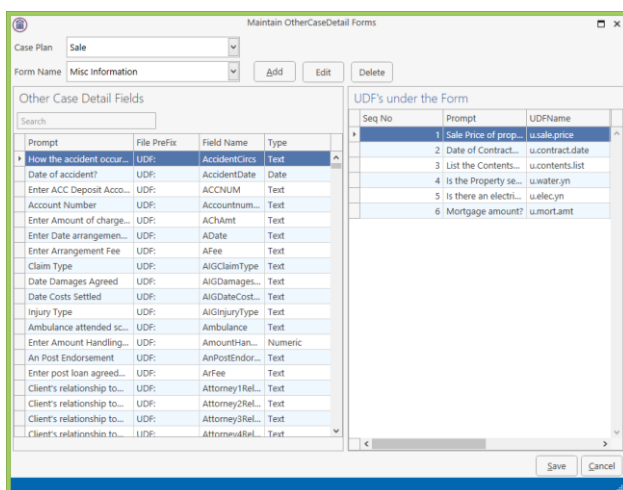 Maintain OtherCaseDetail Forms
Case Plan Sale
Form Name Misc Information Add Edit Delete
Other Case Detail Fields
Search
Prompt File PreFix Field Name Type
How the accident occur... UDF: AccidentCircs Text
Date of accident? UDF: AccidentDate Date
Enter ACC Deposit Acco... UDF: ACCNUM Text
Account Number UDF: Accountnum... Text
Enter Amount of charge... UDF: AChAmt Text
Enter Date arrangemen... UDF: ADate Text
Enter Arrangement Fee UDF: AFee Text
Claim Type UDF: AIGClaimType Text
Date Damages Agreed UDF: AIGDamages... Text
Date Costs Settled UDF: AIGDateCost... Text
Injury Type UDF: AIGInjuryType Text
Ambulance attended sc... UDF: Ambulance Text
Enter Amount Handling... UDF: AmountHan... Numeric
An Post Endorsement UDF: AnPostEndor... Text
Enter post loan agreed... UDF: ArFee Text
Client's relationship to... UDF: Attorney1Rel... Text
Client's relationship to... UDF: Attorney2Rel... Text
Client's relationship to... UDF: Attorney3Rel... Text
Client's relationship to... UDF: Attorney4Rel... Text
UDF's under the Form
Seq No Prompt UDFName
1 Sale Price of prop... u.sale.price
2 Date of Contract... u.contract.date
3 List the Contents... u.contents.list
4 Is the Property se... u.water.yn
5 Is there an electri... u.elec.yn
6 Mortgage amount? u.mort.amt
Save Cancel